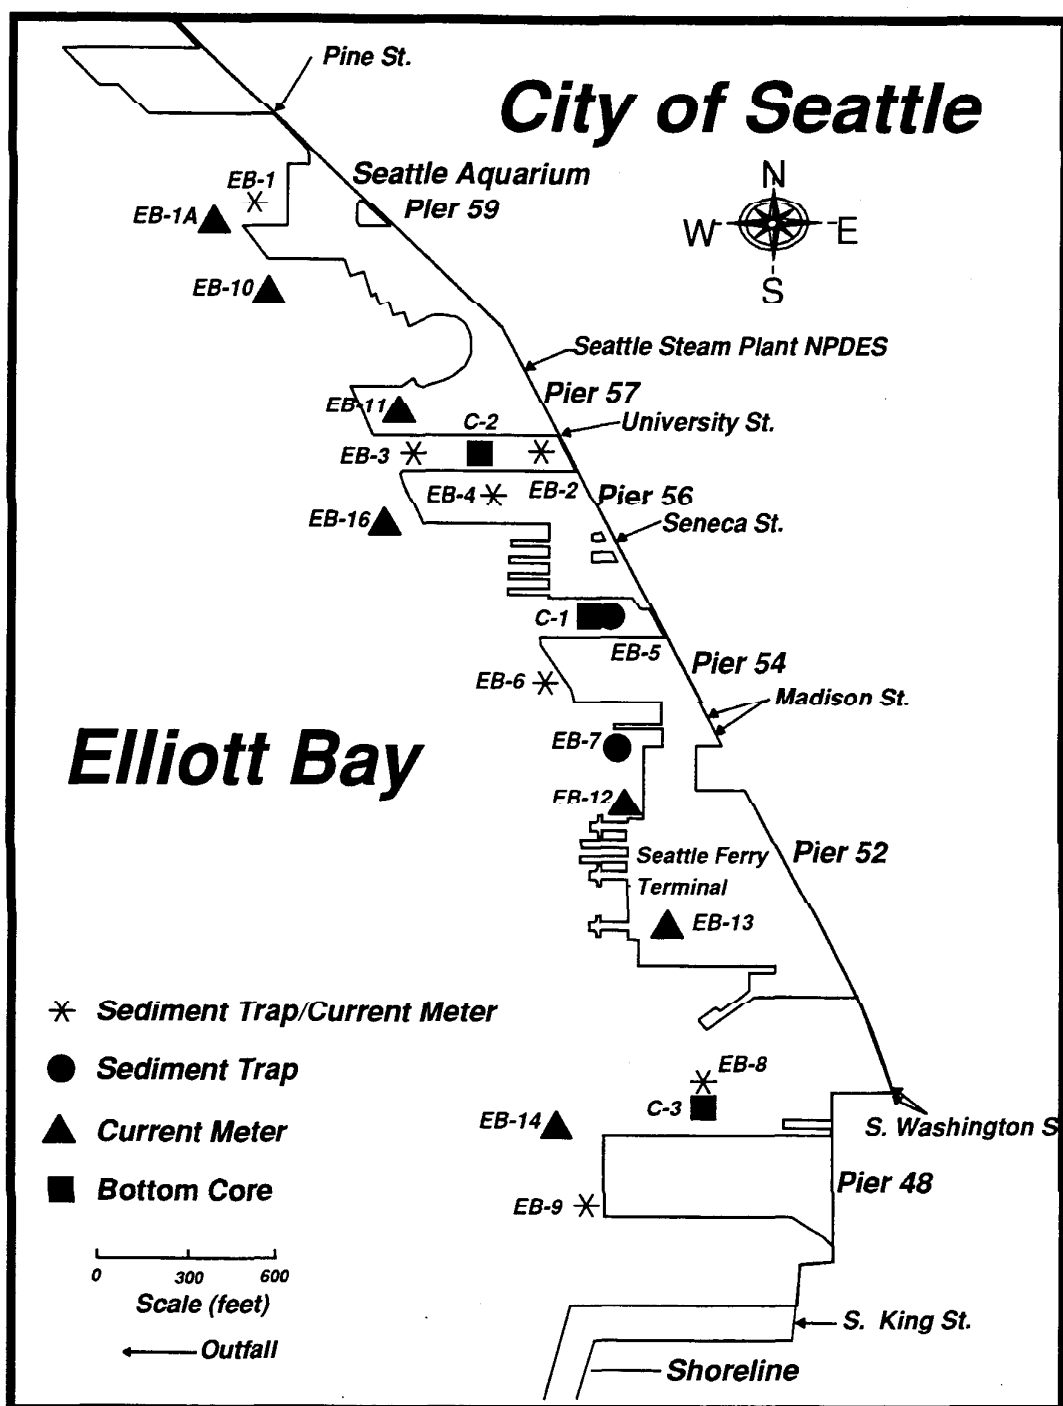 Pine St.
City of Seattle
N
W
E
S
EB-1
Seattle Aquarium
Pier 59
EB-1A
EB-10
Seattle Steam Plant NPDES
Pier 57
EB-11
C-2
University St.
EB-3
EB-2
EB-4
Pier 56
EB-16
Seneca St.
C-1
EB-5
Pier 54
EB-6
Madison St.
Elliott Bay
EB-7
EB-12
Seattle Ferry
Terminal
Pier 52
EB-13
Sediment Trap/Current Meter
Sediment Trap
Current Meter
Bottom Core
EB-8
C-3
EB-14
S. Washington S
Pier 48
EB-9
0 300 600
Scale (feet)
Outfall
S. King St.
Shoreline